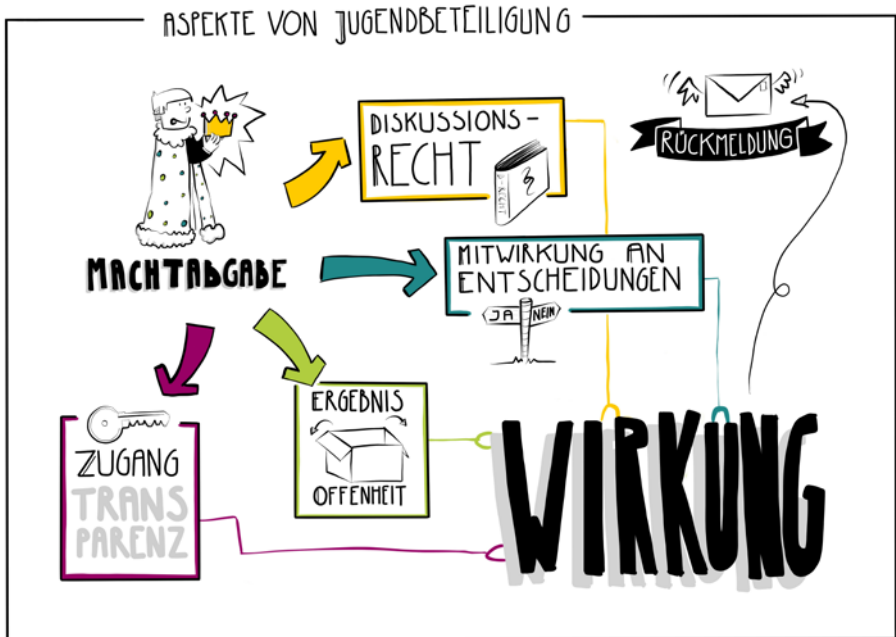 ASPEKTE VON JUGENDBETEILIGUNG
DISKUSSIONS-
RECHT
RÜCKMELDUNG
MACHTABGABE
MITWIRKUNG AN
ENTSCHEIDUNGEN
JA NEIN
ERGEBNIS
OFFENHEIT
ZUGANG
TRANS
PARENZ
WIRKUNG